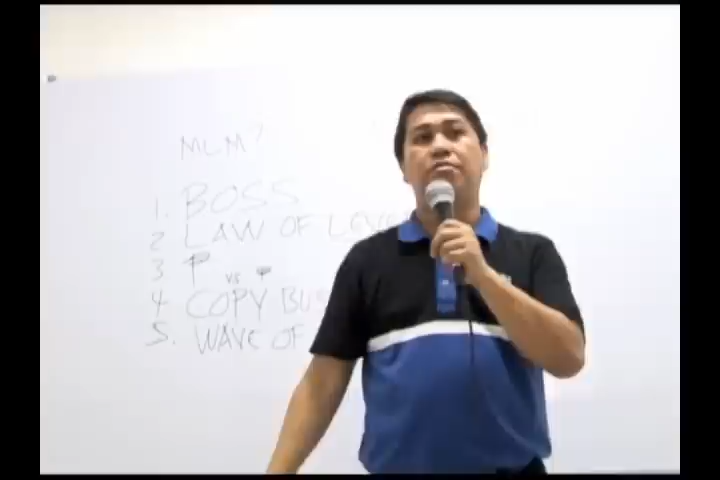 MLM?
1. BOSS
2 LAW OF
3 P vs P
4 COPY
5. WAVE OF